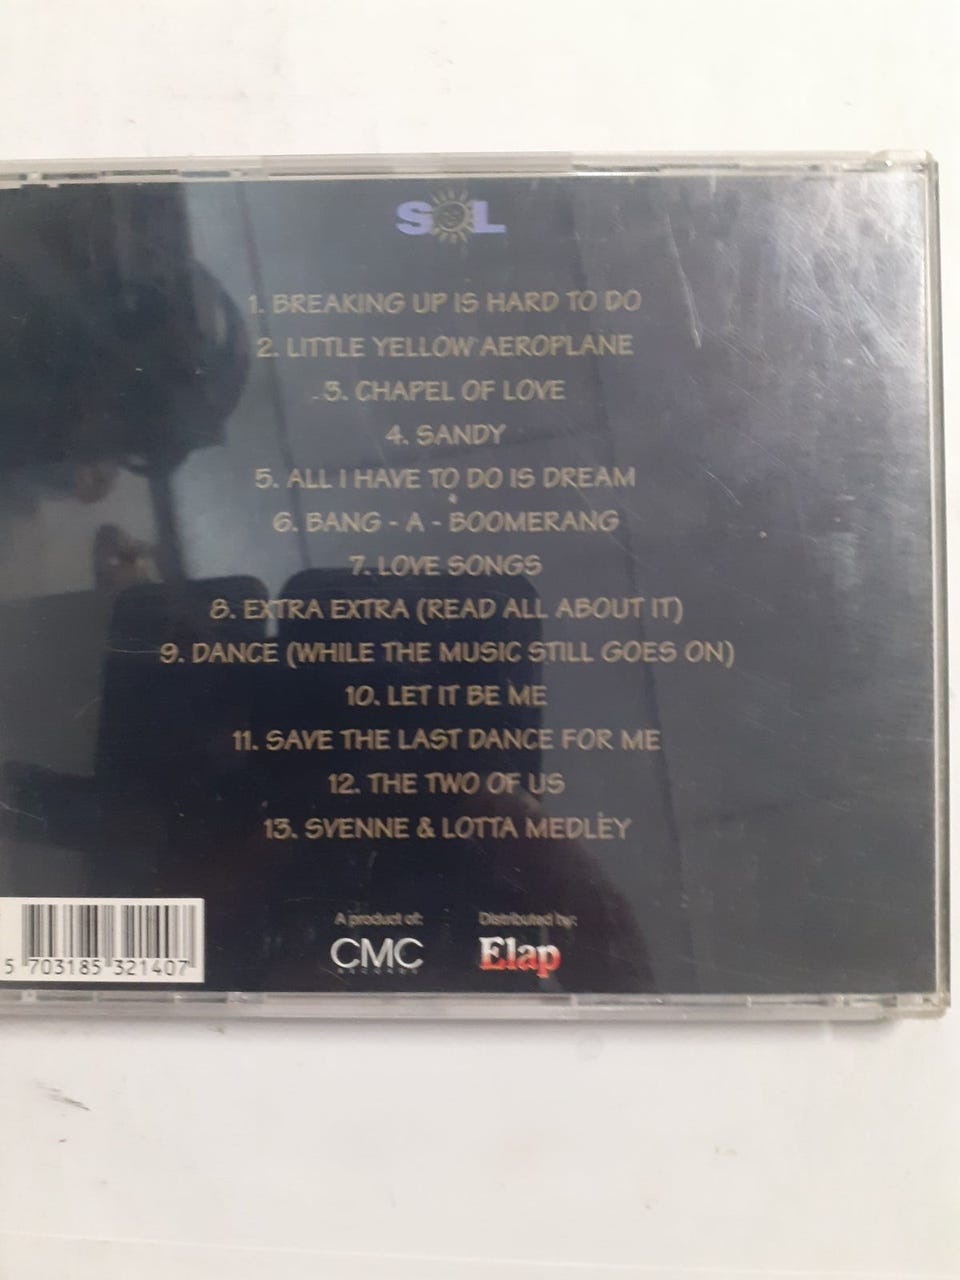 SOL
1. BREAKING UP IS HARD TO DO
2. LITTLE YELLOW AEROPLANE
3. CHAPEL OF LOVE
4. SANDY
5. ALL I HAVE TO DO IS DREAM
6. BANG - A - BOOMERANG
7. LOVE SONGS
8. EXTRA EXTRA (READ ALL ABOUT IT)
9. DANCE (WHILE THE MUSIC STILL GOES ON)
10. LET IT BE ME
11. SAVE THE LAST DANCE FOR ME
12. THE TWO OF US
13. SVENNE & LOTTA MEDLEY
A product of: Distributed by:
CMC Elap
RECORDS
5 703185 321407